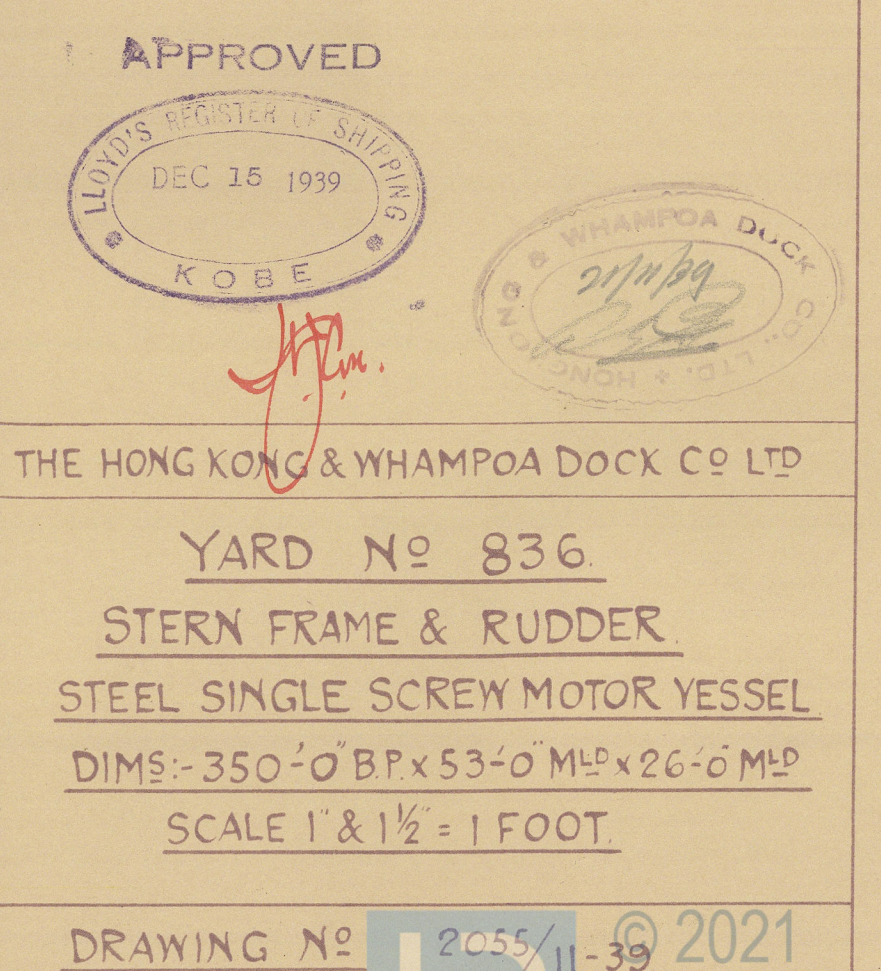 APPROVED
LLOYD'S REGISTER OF SHIPPING
DEC 15 1939
KOBE
HONG KONG & WHAMPOA DOCK CO., LTD.
THE HONG KONG & WHAMPOA DOCK Cº LTD
YARD Nº 836.
STERN FRAME & RUDDER.
STEEL SINGLE SCREW MOTOR VESSEL.
DIMS:- 350'-0" B.P. x 53'-0" MLD x 26'-0" MLD
SCALE 1" & 1½" = 1 FOOT.
DRAWING Nº 2055/11-39
© 2021